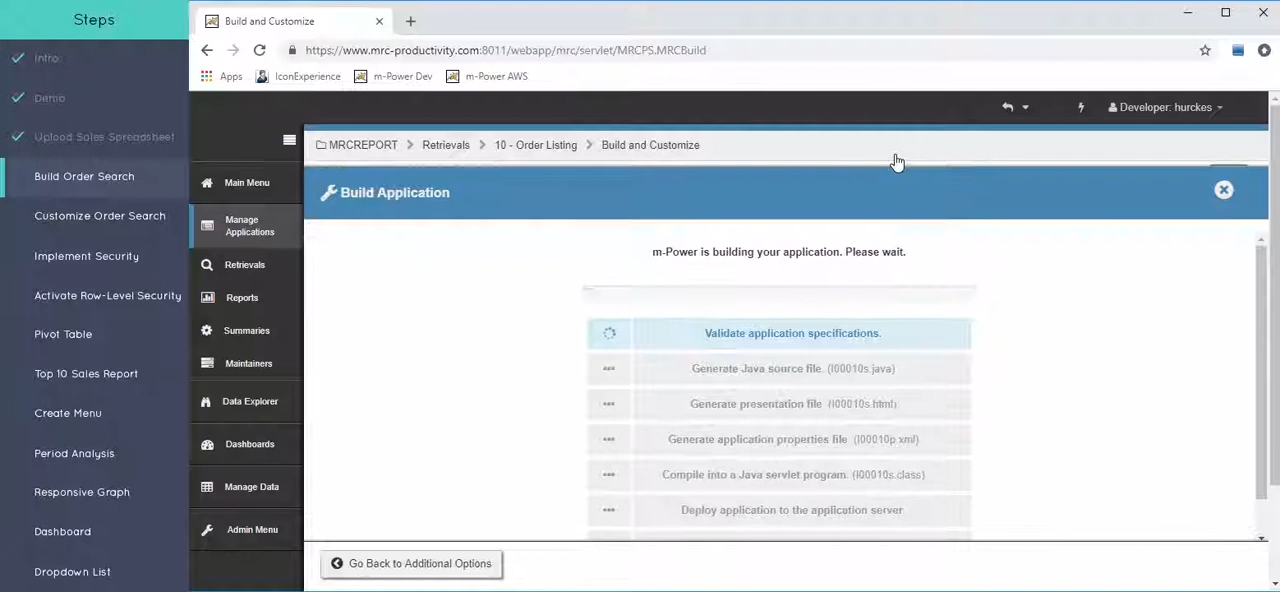 Steps
Intro
Demo
Upload Sales Spreadsheet
Build Order Search
Customize Order Search
Implement Security
Activate Row-Level Security
Pivot Table
Top 10 Sales Report
Create Menu
Period Analysis
Responsive Graph
Dashboard
Dropdown List
Build and Customize
https://www.mrc-productivity.com:8011/webapp/mrc/servlet/MRCPS.MRCBuild
Apps IconExperience m-Power Dev m-Power AWS
Developer: hurckes
MRCREPORT Retrievals 10 - Order Listing Build and Customize
Main Menu
Manage
Applications
Retrievals
Reports
Summaries
Maintainers
Data Explorer
Dashboards
Manage Data
Admin Menu
Build Application
m-Power is building your application. Please wait.
Validate application specifications.
Generate Java source file. (I00010s.java)
Generate presentation file (I00010s.html)
Generate application properties file (I00010p.xml)
Compile into a Java servlet program. (I00010s.class)
Deploy application to the application server
Go Back to Additional Options